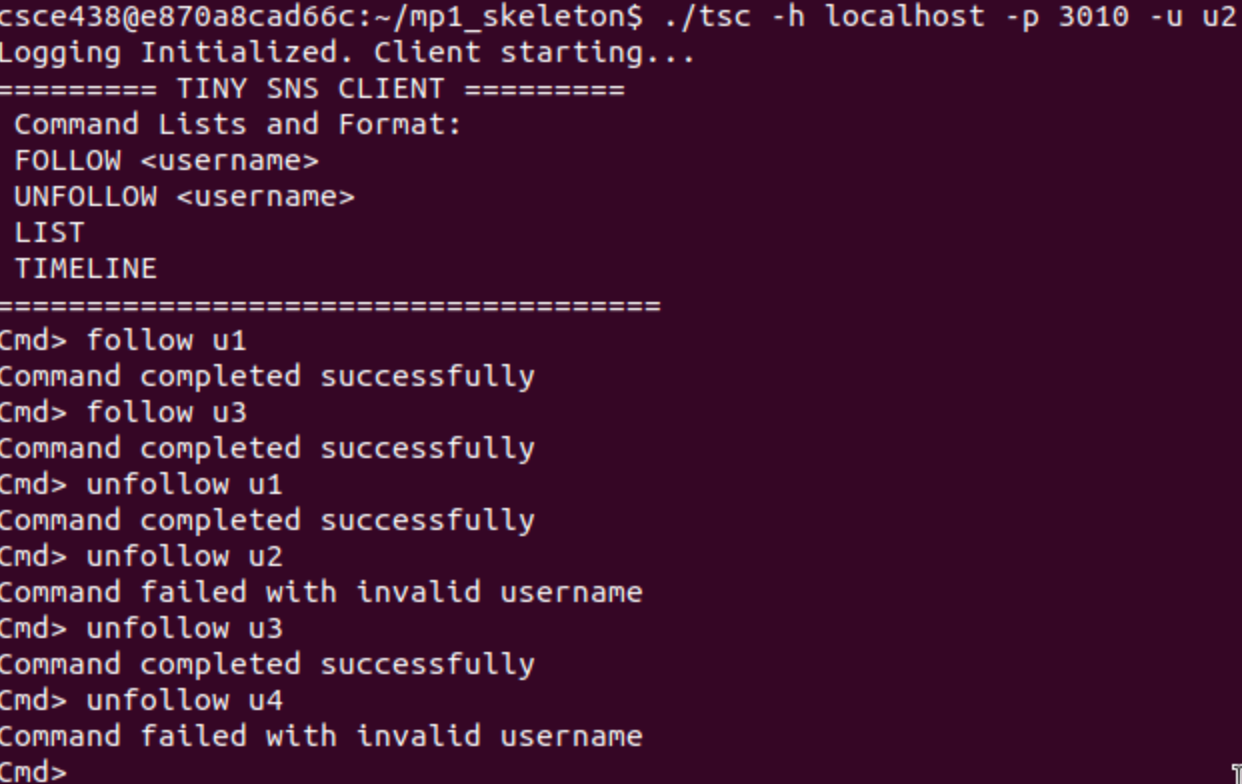 csce438@e870a8cad66c:~/mp1_skeleton$ ./tsc -h localhost -p 3010 -u u2
Logging Initialized. Client starting...
========= TINY SNS CLIENT =========
 Command Lists and Format:
 FOLLOW <username>
 UNFOLLOW <username>
 LIST
 TIMELINE
=====================================
Cmd> follow u1
Command completed successfully
Cmd> follow u3
Command completed successfully
Cmd> unfollow u1
Command completed successfully
Cmd> unfollow u2
Command failed with invalid username
Cmd> unfollow u3
Command completed successfully
Cmd> unfollow u4
Command failed with invalid username
Cmd>